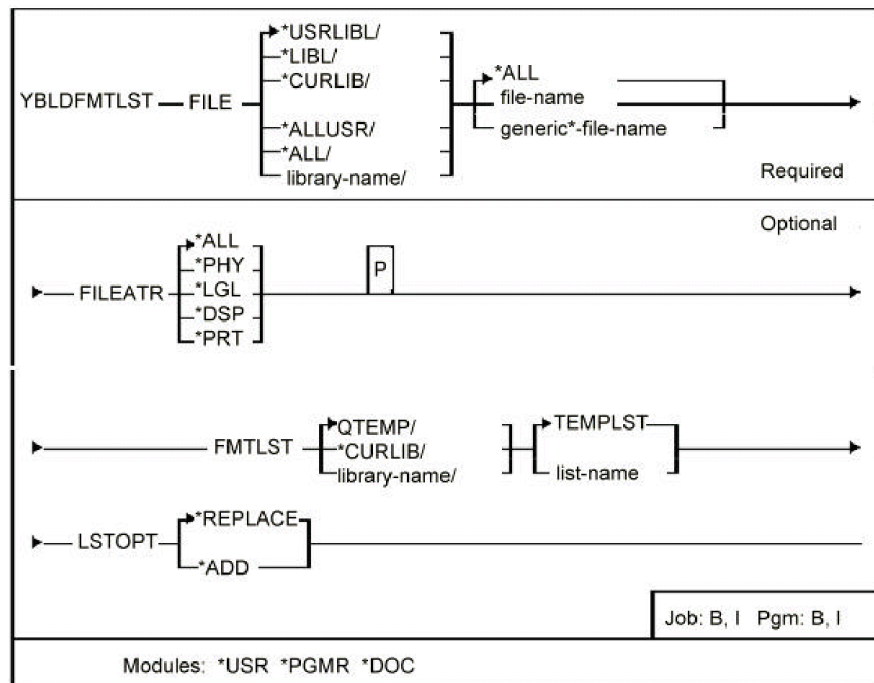 *USRLIBL/
*LIBL/
*CURLIB/
*ALLUSR/
*ALL/
library-name/
YBLDFMTLST FILE
*ALL
file-name
generic*-file-name
Required
Optional
FILEATR
*ALL
*PHY
*LGL
*DSP
*PRT
P
FMTLST
QTEMP/
*CURLIB/
library-name/
TEMPLST
list-name
LSTOPT
*REPLACE
*ADD
Job: B, I Pgm: B, I
Modules: *USR *PGMR *DOC